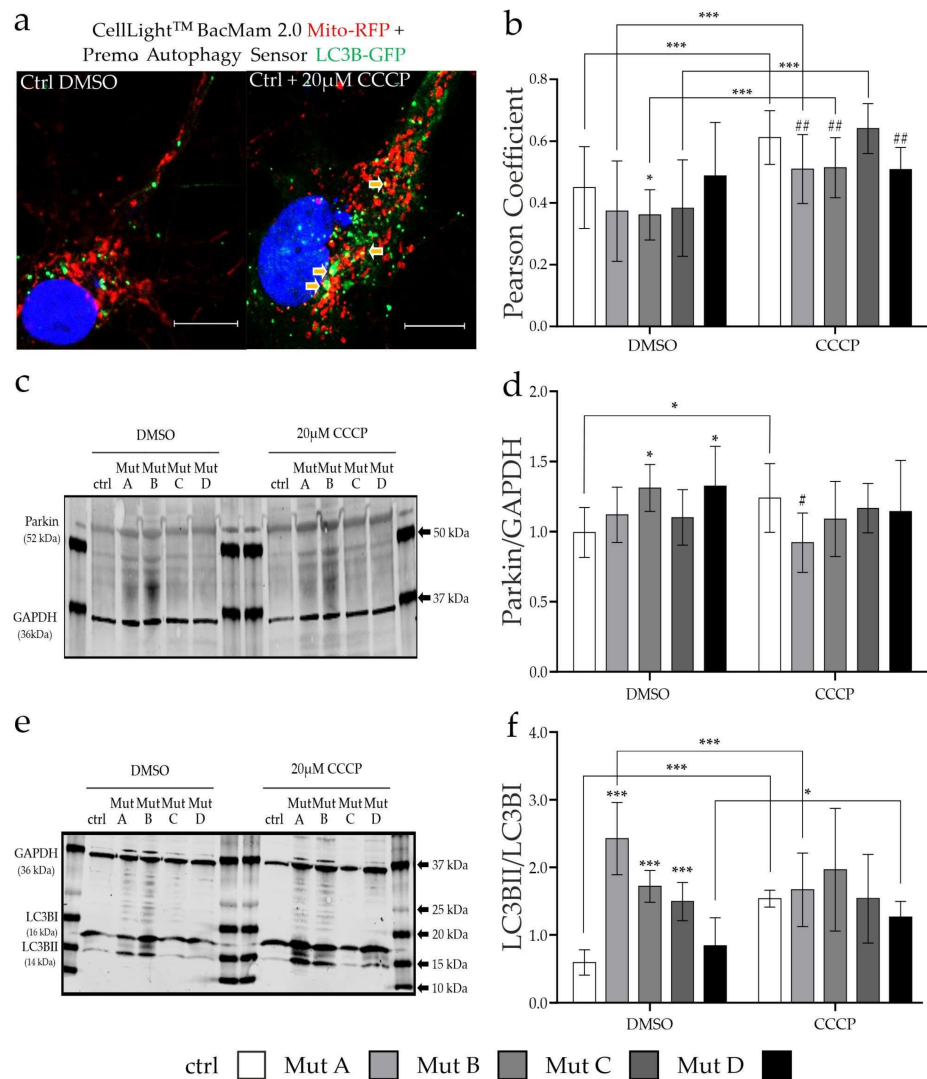 a
CellLight™ BacMam 2.0 Mito-RFP +
Premo Autophagy Sensor LC3B-GFP
Ctrl DMSO
Ctrl + 20µM CCCP
b
***
***
***
***
##
##
##
*
Pearson Coefficient
0.8
0.6
0.4
0.2
0.0
DMSO
CCCP
c
DMSO
20µM CCCP
ctrl
Mut A
Mut B
Mut C
Mut D
ctrl
Mut A
Mut B
Mut C
Mut D
Parkin
(52 kDa)
GAPDH
(36kDa)
50 kDa
37 kDa
d
*
*
*
#
Parkin/GAPDH
2.0
1.5
1.0
0.5
0.0
DMSO
CCCP
e
DMSO
20µM CCCP
ctrl
Mut A
Mut B
Mut C
Mut D
ctrl
Mut A
Mut B
Mut C
Mut D
GAPDH
(36 kDa)
LC3BI
(16 kDa)
LC3BII
(14 kDa)
37 kDa
25 kDa
20 kDa
15 kDa
10 kDa
f
***
***
*
***
***
***
LC3BII/LC3BI
4.0
3.0
2.0
1.0
0.0
DMSO
CCCP
ctrl Mut A Mut B Mut C Mut D